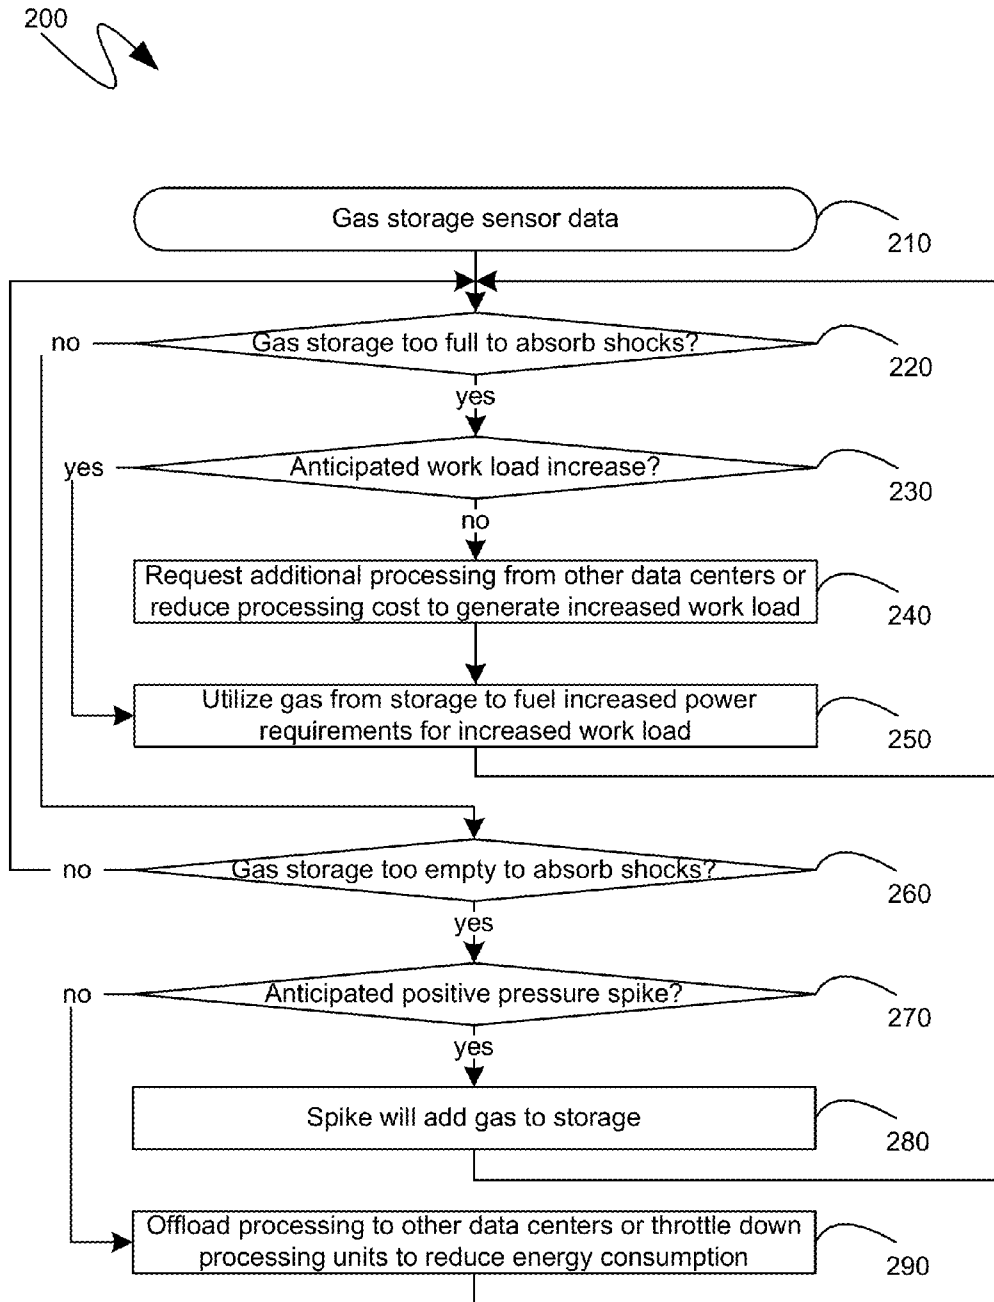 200
Gas storage sensor data
210
Gas storage too full to absorb shocks?
no
220
yes
Anticipated work load increase?
yes
230
no
Request additional processing from other data centers or
reduce processing cost to generate increased work load
240
Utilize gas from storage to fuel increased power
requirements for increased work load
250
Gas storage too empty to absorb shocks?
no
260
yes
Anticipated positive pressure spike?
no
270
yes
Spike will add gas to storage
280
Offload processing to other data centers or throttle down
processing units to reduce energy consumption
290